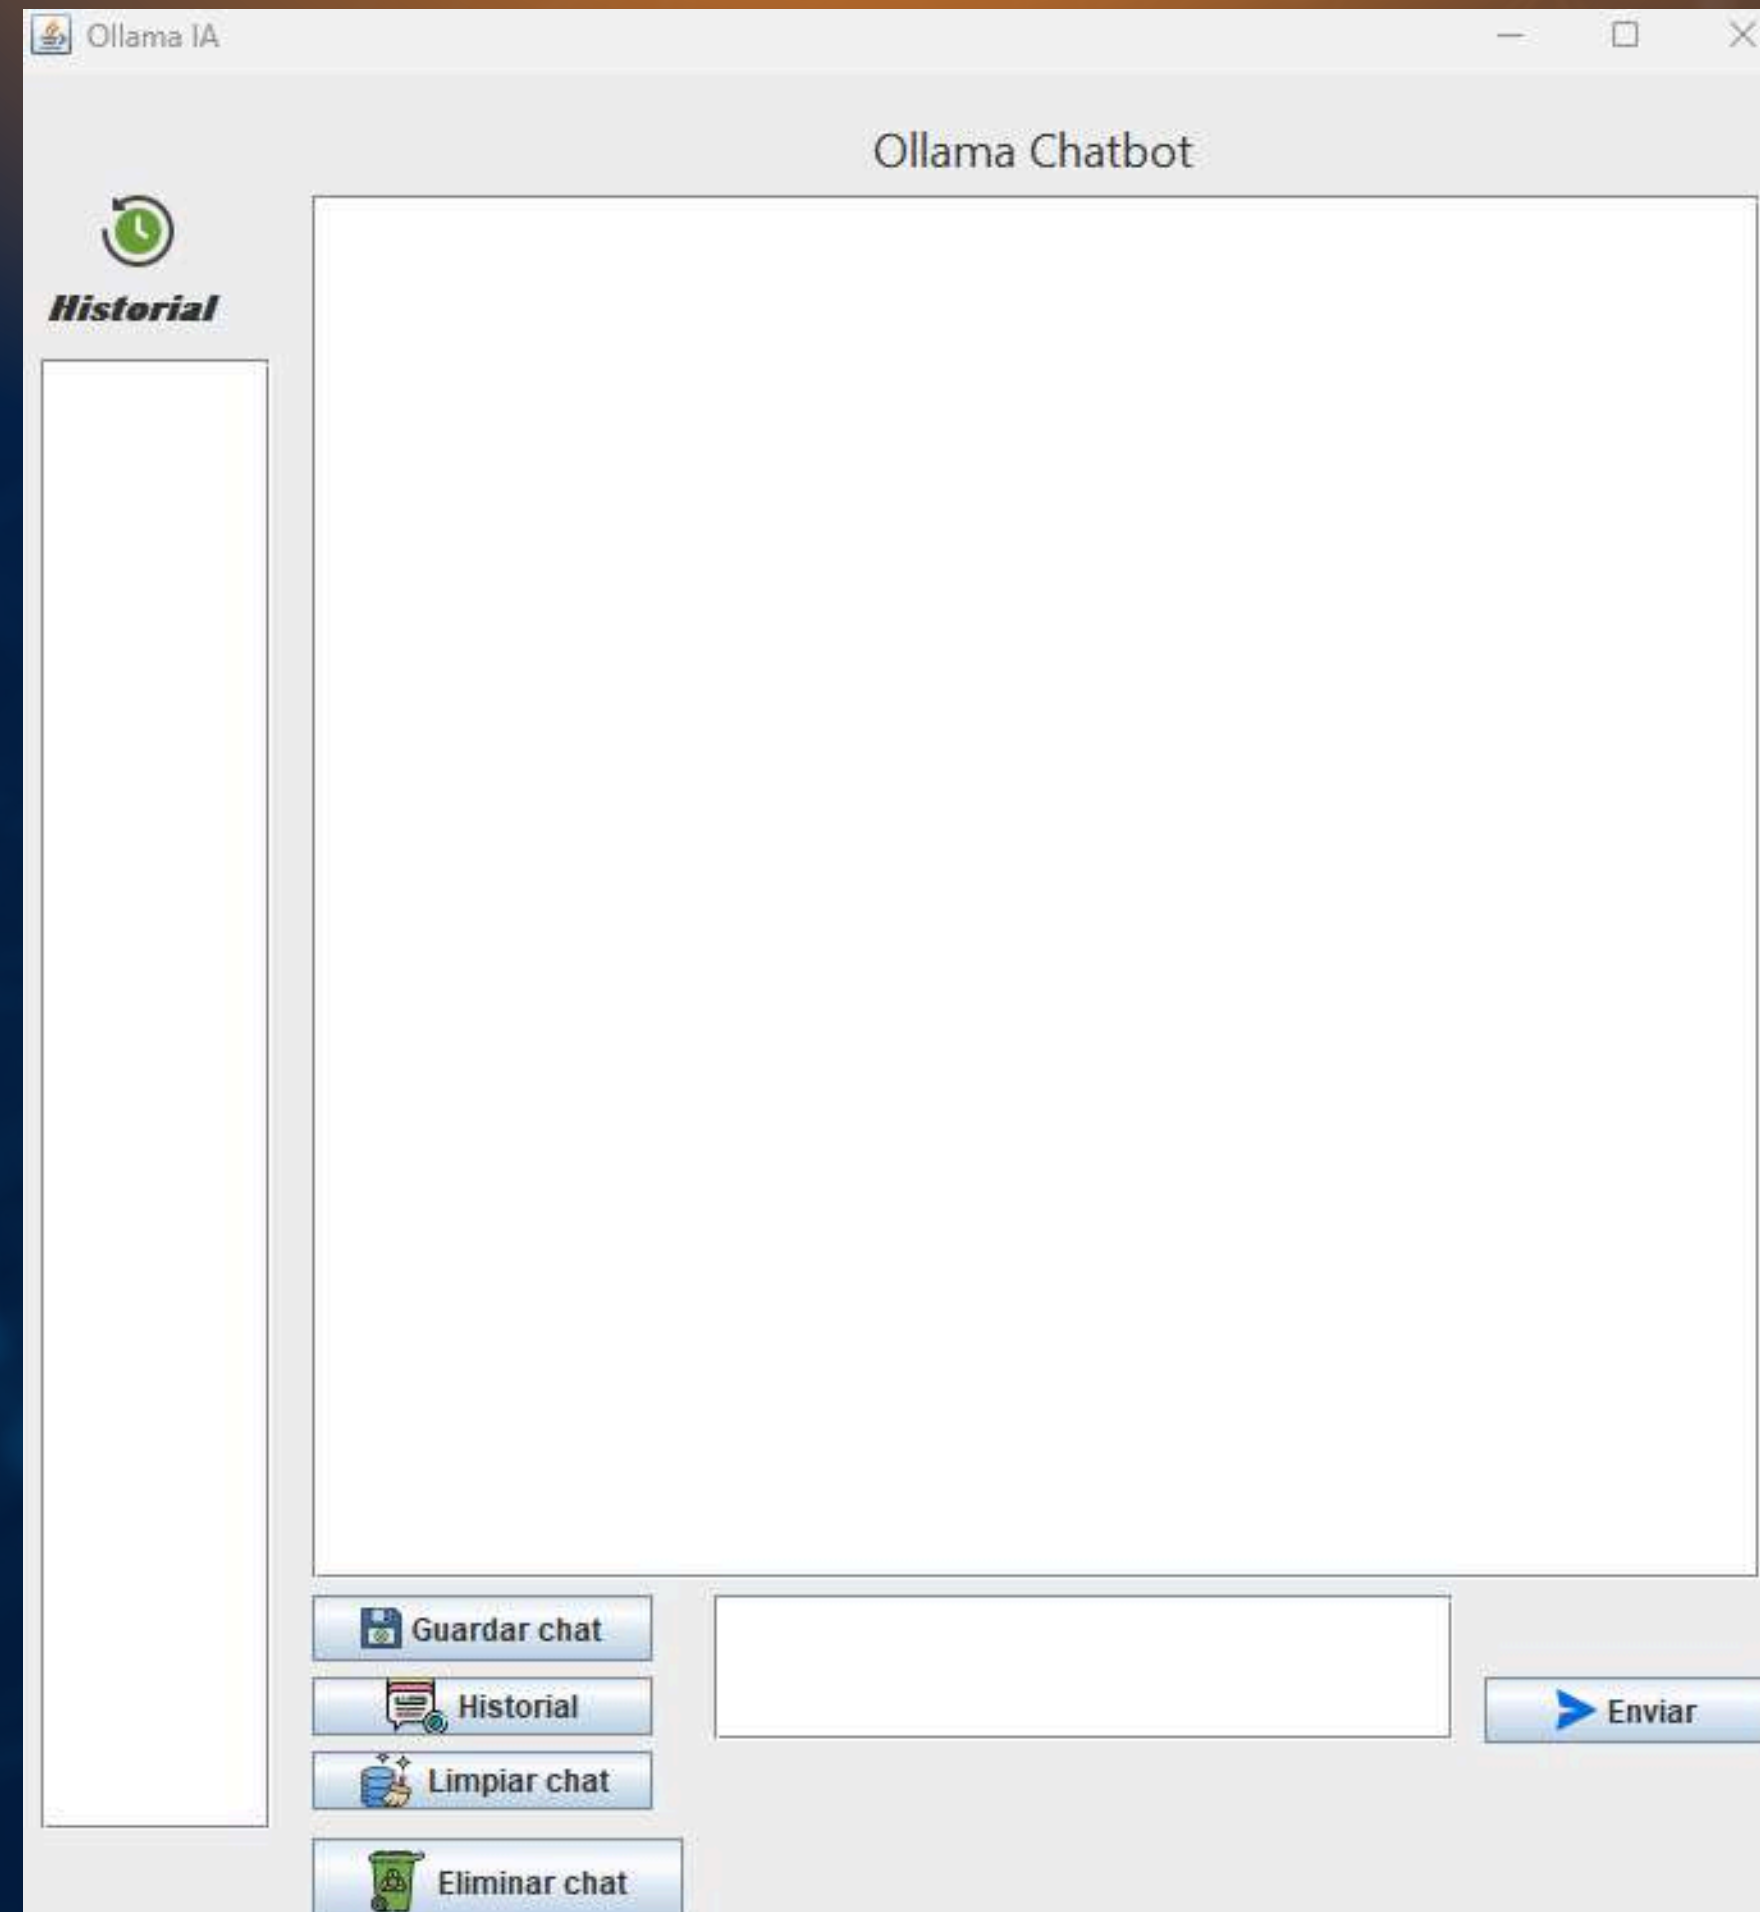 Ollama IA
Ollama Chatbot
Historial
Guardar chat
Historial
Enviar
Limpiar chat
Eliminar chat